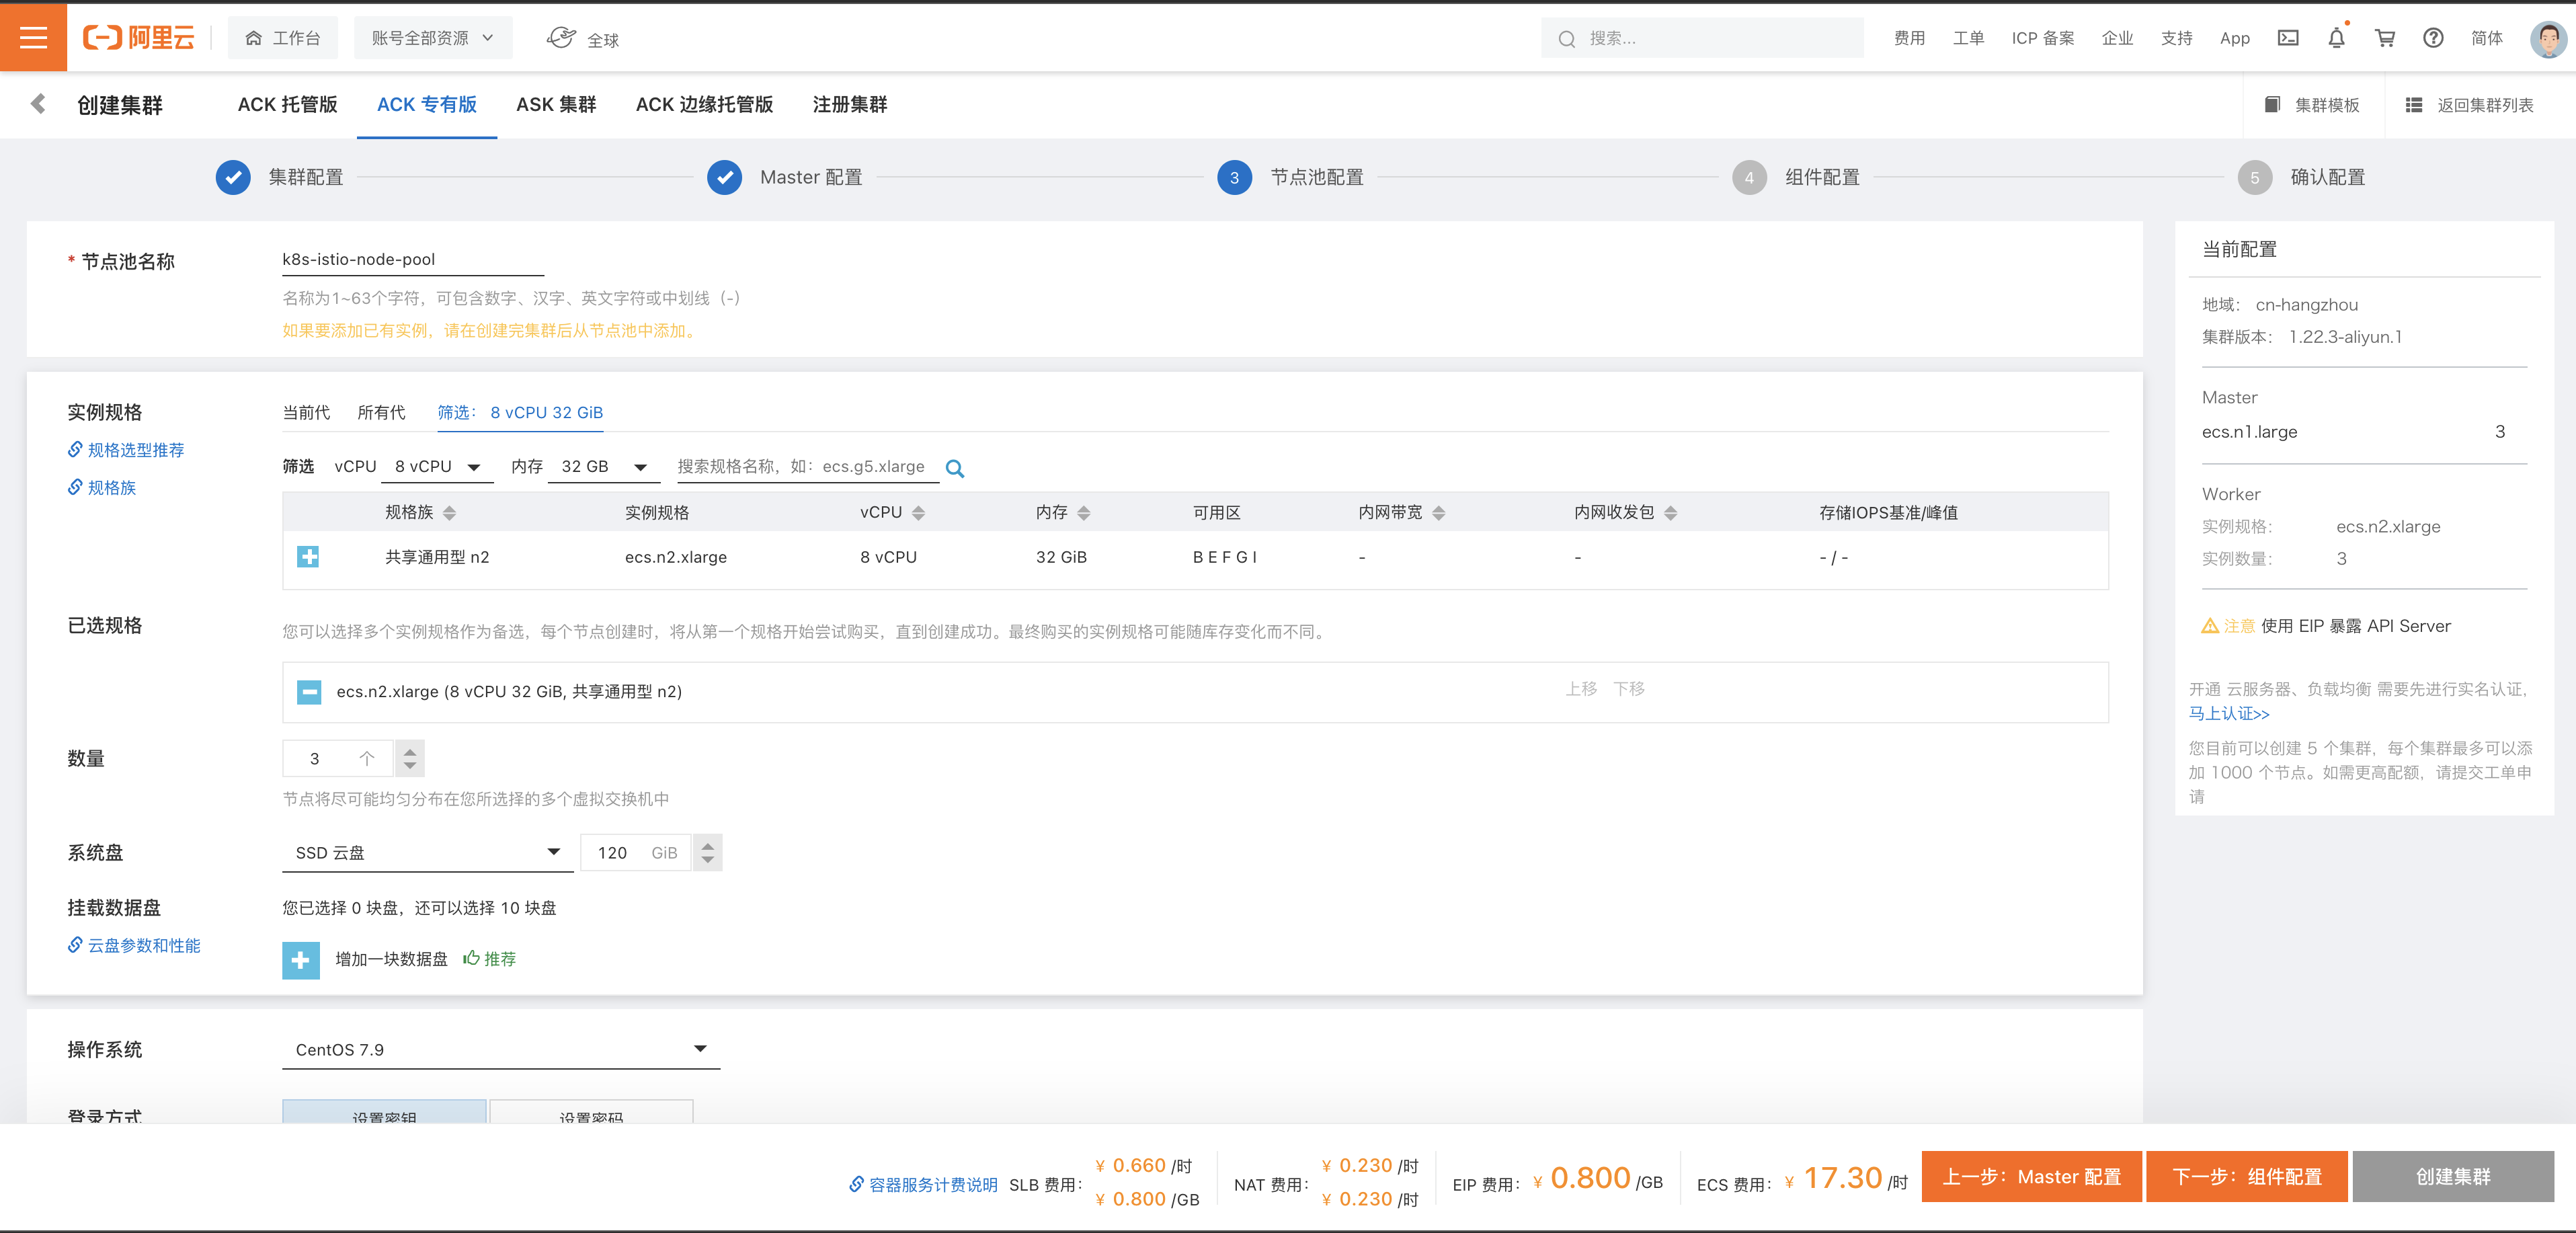 阿里云
工作台
账号全部资源
全球
搜索...
费用
工单
ICP 备案
企业
支持
App
简体
创建集群
ACK 托管版
ACK 专有版
ASK 集群
ACK 边缘托管版
注册集群
集群模板
返回集群列表
集群配置
Master 配置
3 节点池配置
4 组件配置
5 确认配置
* 节点池名称
k8s-istio-node-pool
名称为1~63个字符，可包含数字、汉字、英文字符或中划线（-）
如果要添加已有实例，请在创建完集群后从节点池中添加。
实例规格
规格选型推荐
规格族
当前代 所有代 筛选： 8 vCPU 32 GiB
筛选 vCPU 8 vCPU 内存 32 GB 搜索规格名称，如：ecs.g5.xlarge
规格族 实例规格 vCPU 内存 可用区 内网带宽 内网收发包 存储IOPS基准/峰值
共享通用型 n2 ecs.n2.xlarge 8 vCPU 32 GiB B E F G I - - - / -
已选规格
您可以选择多个实例规格作为备选，每个节点创建时，将从第一个规格开始尝试购买，直到创建成功。最终购买的实例规格可能随库存变化而不同。
ecs.n2.xlarge (8 vCPU 32 GiB, 共享通用型 n2) 上移 下移
数量
3 个
节点将尽可能均匀分布在您所选择的多个虚拟交换机中
系统盘
SSD 云盘 120 GiB
挂载数据盘
云盘参数和性能
您已选择 0 块盘，还可以选择 10 块盘
增加一块数据盘 推荐
操作系统
CentOS 7.9
登录方式
设置密钥 设置密码
当前配置
地域： cn-hangzhou
集群版本： 1.22.3-aliyun.1
Master
ecs.n1.large 3
Worker
实例规格： ecs.n2.xlarge
实例数量： 3
注意 使用 EIP 暴露 API Server
开通 云服务器、负载均衡 需要先进行实名认证，
马上认证>>
您目前可以创建 5 个集群，每个集群最多可以添
加 1000 个节点。如需更高配额，请提交工单申
请
容器服务计费说明
SLB 费用：
¥ 0.660 /时
¥ 0.800 /GB
NAT 费用：
¥ 0.230 /时
¥ 0.230 /时
EIP 费用： ¥ 0.800 /GB
ECS 费用： ¥ 17.30 /时
上一步：Master 配置
下一步：组件配置
创建集群